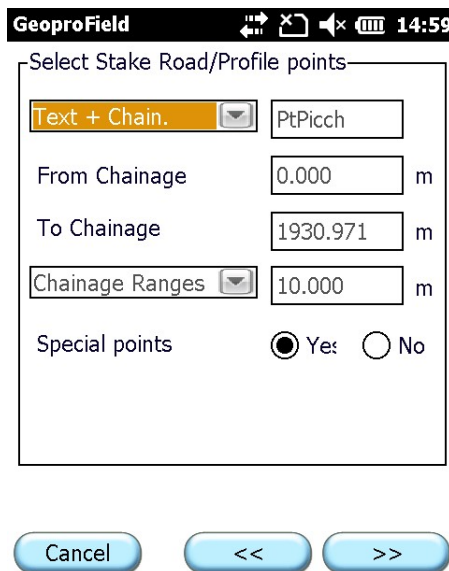 GeoproField 14:59
Select Stake Road/Profile points
Text + Chain. PtPicch
From Chainage 0.000 m
To Chainage 1930.971 m
Chainage Ranges 10.000 m
Special points Yes No
Cancel << >>